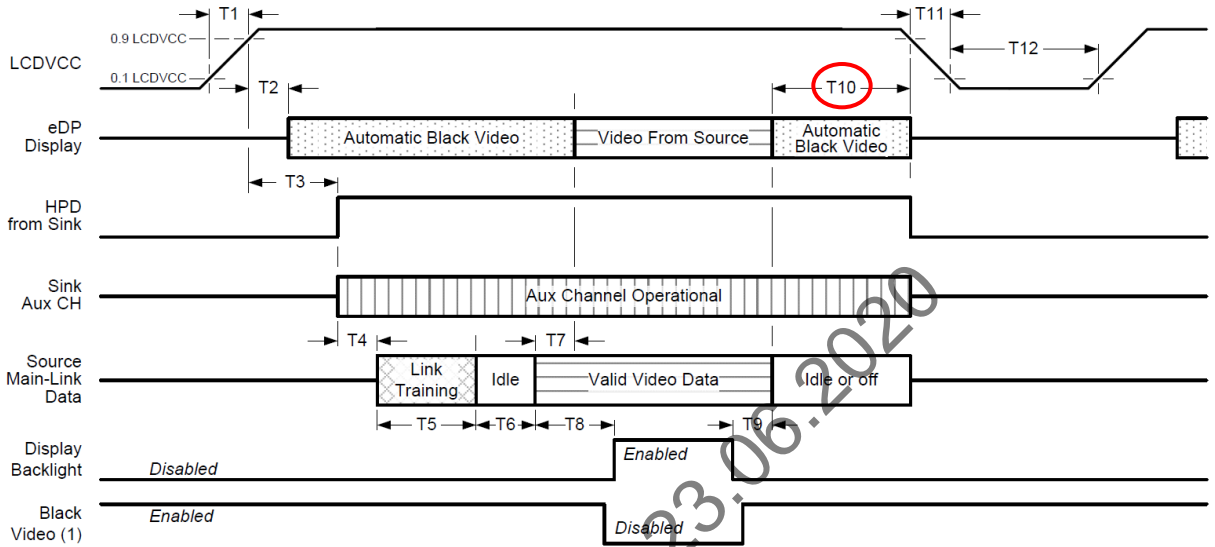 T1
T11
0.9 LCDVCC
T12
LCDVCC
0.1 LCDVCC
T2
T10
eDP
Display
Automatic Black Video
Video From Source
Automatic
Black Video
T3
HPD
from Sink
Sink
Aux CH
Aux Channel Operational
T4
T7
Source
Main-Link
Data
Link
Training
Idle
Valid Video Data
Idle or off
T5
T6
T8
T9
Display
Backlight
Disabled
Enabled
Black
Video (1)
Enabled
Disabled
23.06.2020